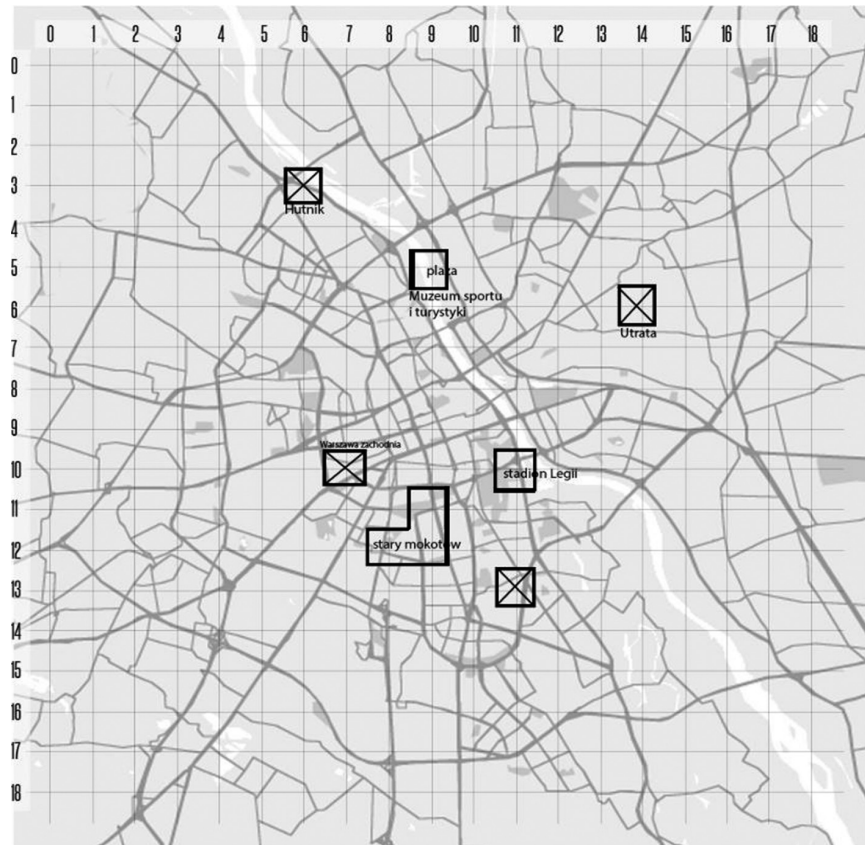 0 1 2 3 4 5 6 7 8 9 10 11 12 13 14 15 16 17 18
0
1
2
3
Hutnik
4
5
plaza
Muzeum sportu
i turystyki
6
Utrata
7
8
9
Warszawa zachodnia
10
stadion Legii
11
12
stary mokotów
13
14
15
16
17
18